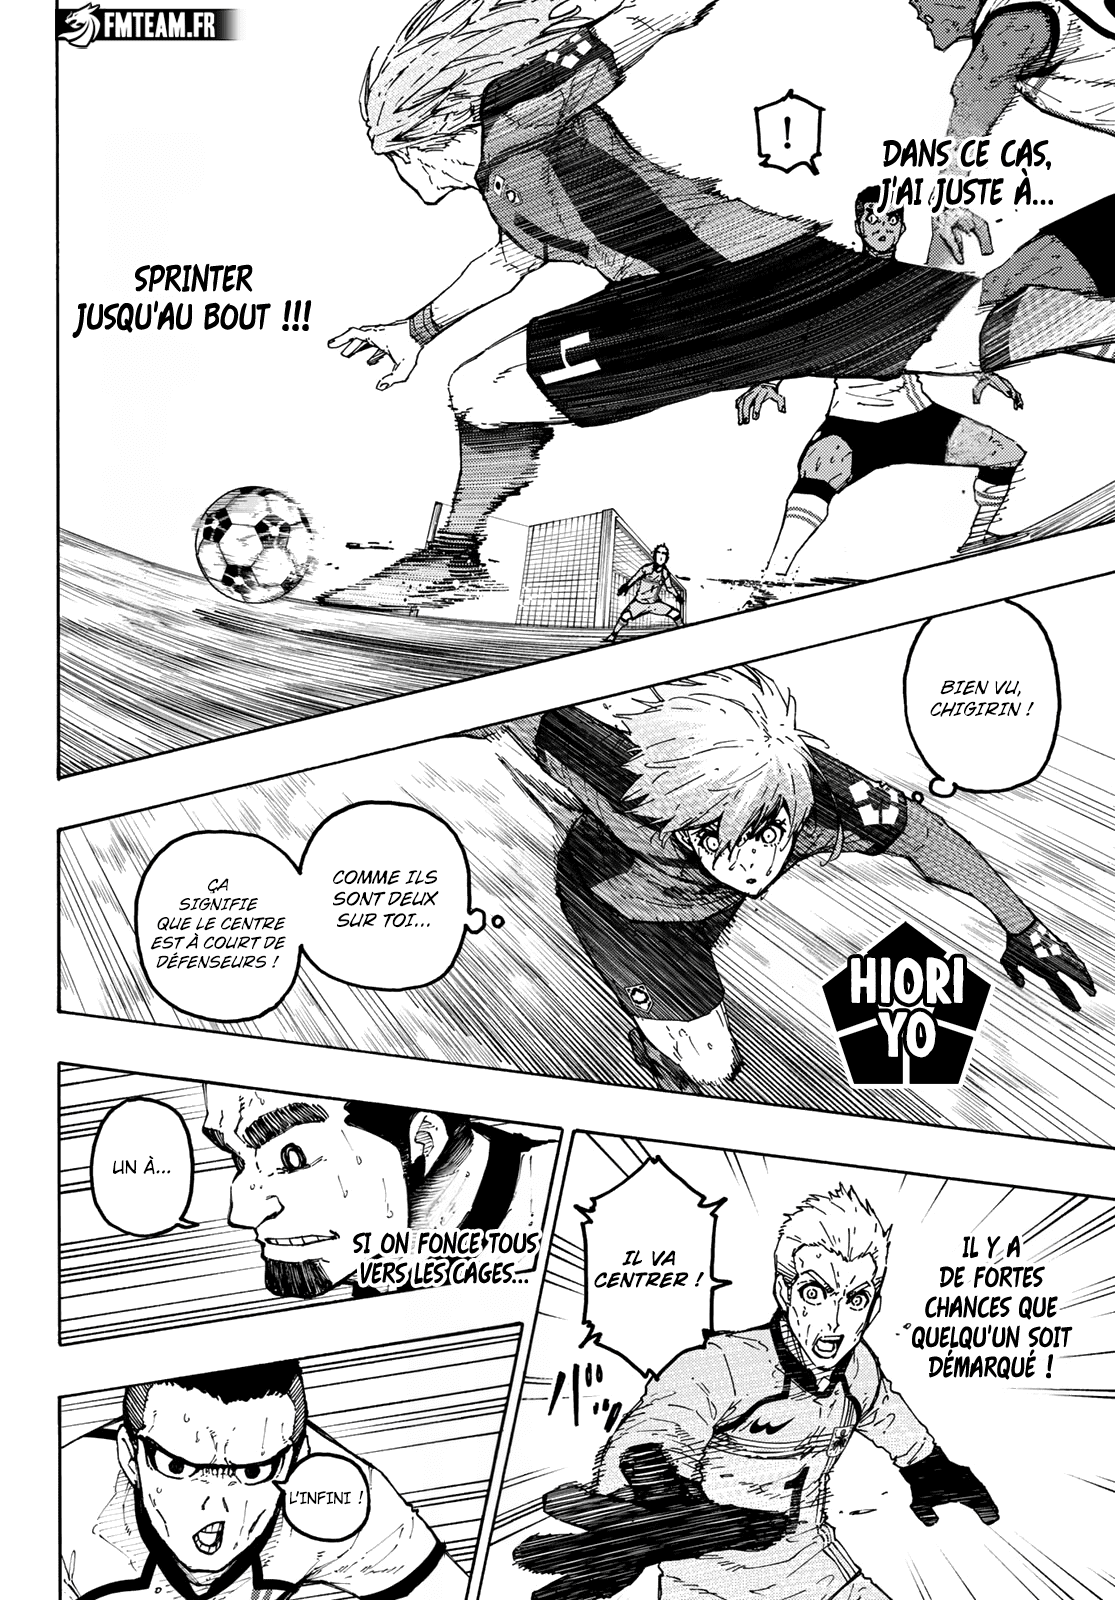 FMTEAM.FR
!
DANS CE CAS,
J'AI JUSTE À...
SPRINTER
JUSQU'AU BOUT !!!
4
BIEN VU,
CHIGIRIN !
COMME ILS
SONT DEUX
SUR TOI...
ÇA
SIGNIFIE
QUE LE CENTRE
EST À COURT DE
DÉFENSEURS !
HIORI
YO
IL Y A
DE FORTES
CHANCES QUE
QUELQU'UN SOIT
DÉMARQUÉ !
IL VA
CENTRER !
1
UN À...
SI ON FONCE TOUS
VERS LES CAGES...
L'INFINI !